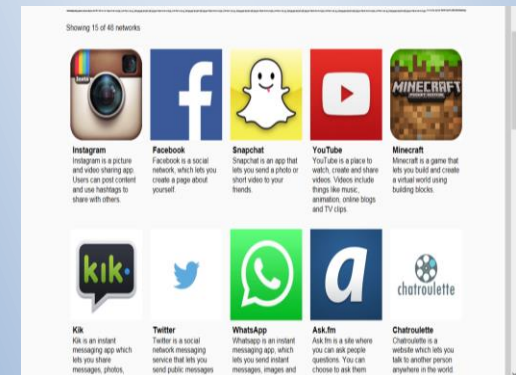 Showing 15 of 48 networks
MINECRAFT
Instagram
Instagram is a picture
and video sharing app.
Users can post content
and use hashtags to
share with others.
Facebook
Facebook is a social
network, which lets you
create a page about
yourself.
Snapchat
Snapchat is an app that
lets you send a photo or
short video to your
friends.
YouTube
YouTube is a place to
watch, create and share
videos. Videos include
things like music,
animation, online blogs
and TV clips.
Minecraft
Minecraft is a game that
lets you build and create
a virtual world using
building blocks.
kik
a
chatroulette
Kik
Kik is an instant
messaging app which
lets you share
messages, photos,
Twitter
Twitter is a social
network messaging
service that lets you
send public messages
WhatsApp
Whatsapp is an instant
messaging app, which
lets you send instant
messages, images and
Ask.fm
Ask.fm is a site where
you can ask people
questions. You can
choose to ask them
Chatroulette
Chatroulette is a
website which lets you
talk to another person
anywhere in the world